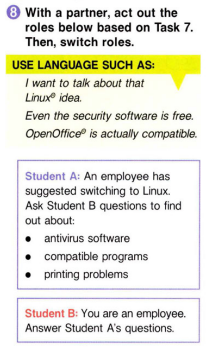 8 With a partner, act out the
roles below based on Task 7.
Then, switch roles.
USE LANGUAGE SUCH AS:
I want to talk about that
Linux® idea.
Even the security software is free.
OpenOffice® is actually compatible.
Student A: An employee has
suggested switching to Linux.
Ask Student B questions to find
out about:
• antivirus software
• compatible programs
• printing problems
Student B: You are an employee.
Answer Student A's questions.